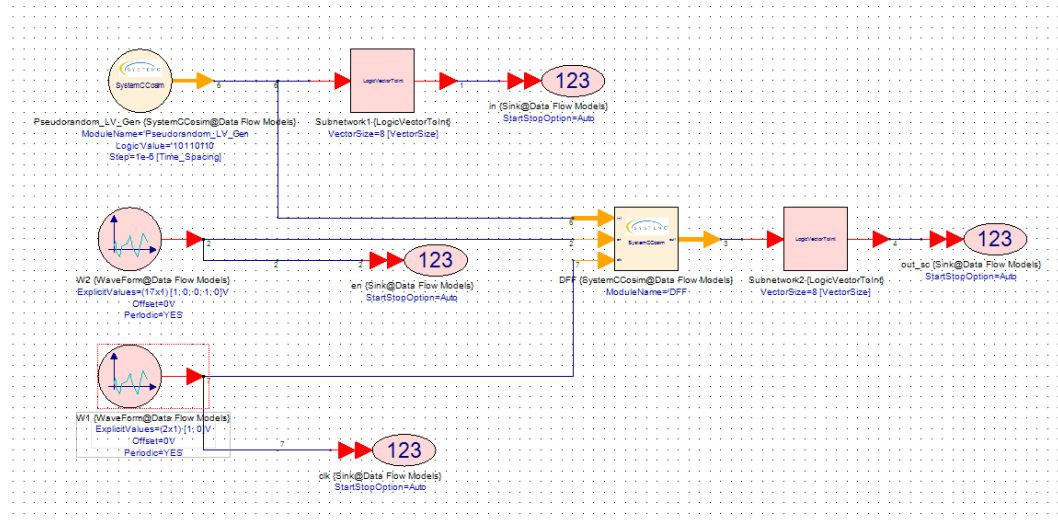 SYSTEMC
SystemCCosim
LogicVectorToInt
123
6
6
1
Pseudorandom_LV_Gen {SystemCCosim@Data Flow Models}
ModuleName='Pseudorandom_LV_Gen
LogicValue='10110110'
Step=1e-6 [Time_Spacing]
Subnetwork1 {LogicVectorToInt}
VectorSize=8 [VectorSize]
in {Sink@Data Flow Models}
StartStopOption=Auto
6
SYSTEMC
SystemCCosim
LogicVectorToInt
123
2
2
3
4
2
2
123
7
W2 {WaveForm@Data Flow Models}
ExplicitValues=(17x1) [1; 0; 0; 1; 0]V
Offset=0V
Periodic=YES
en {Sink@Data Flow Models}
StartStopOption=Auto
DFF {SystemCCosim@Data Flow Models}
ModuleName='DFF
Subnetwork2 {LogicVectorToInt}
VectorSize=8 [VectorSize]
out_sc {Sink@Data Flow Models}
StartStopOption=Auto
7
W1 {WaveForm@Data Flow Models}
ExplicitValues=(2x1) [1; 0]V
Offset=0V
Periodic=YES
7
123
clk {Sink@Data Flow Models}
StartStopOption=Auto